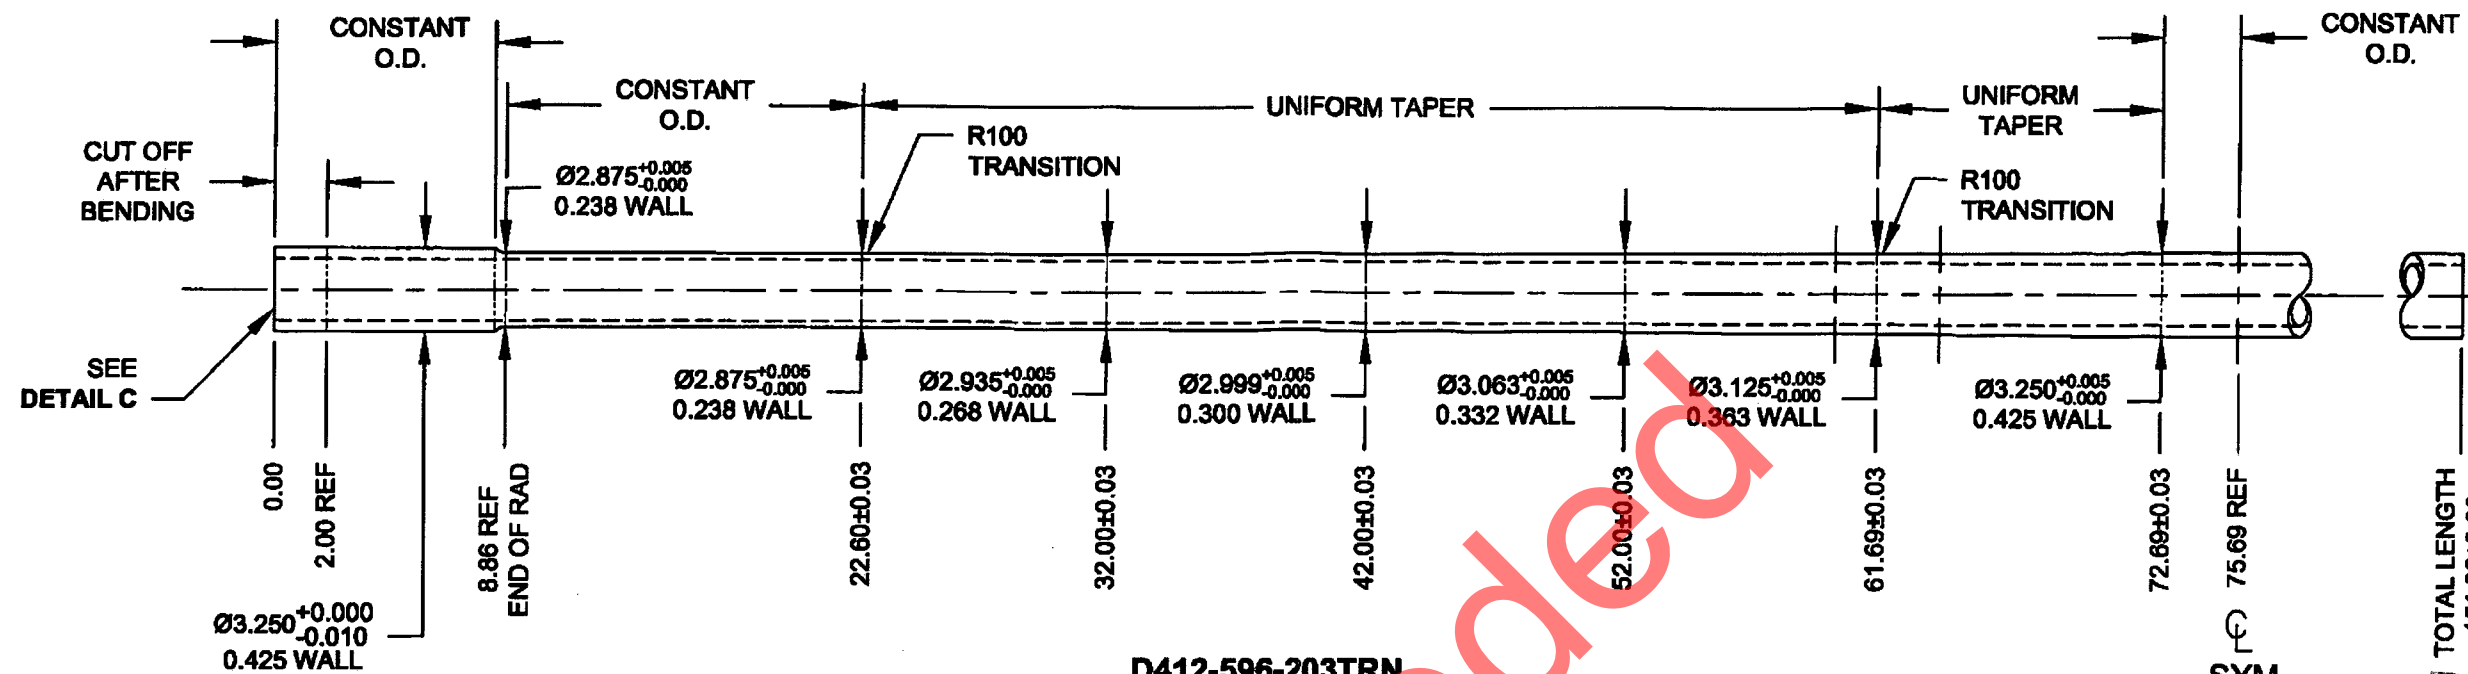 CONSTANT
O.D.
CONSTANT
O.D.
CONSTANT
O.D.
UNIFORM TAPER
UNIFORM
TAPER
CUT OFF
AFTER
BENDING
R100
TRANSITION
R100
TRANSITION
Ø2.875+0.005
-0.000
0.238 WALL
SEE
DETAIL C
Ø2.875+0.005
-0.000
0.238 WALL
Ø2.935+0.005
-0.000
0.268 WALL
Ø2.999+0.005
-0.000
0.300 WALL
Ø3.063+0.005
-0.000
0.332 WALL
Ø3.125+0.005
-0.000
0.363 WALL
Ø3.250+0.005
-0.000
0.425 WALL
0.00
2.00 REF
8.86 REF
END OF RAD
22.60±0.03
32.00±0.03
42.00±0.03
52.00±0.03
61.69±0.03
72.69±0.03
75.69 REF
TOTAL LENGTH
Ø3.250+0.000
-0.010
0.425 WALL
D412-596-203TRN
SYM
ded